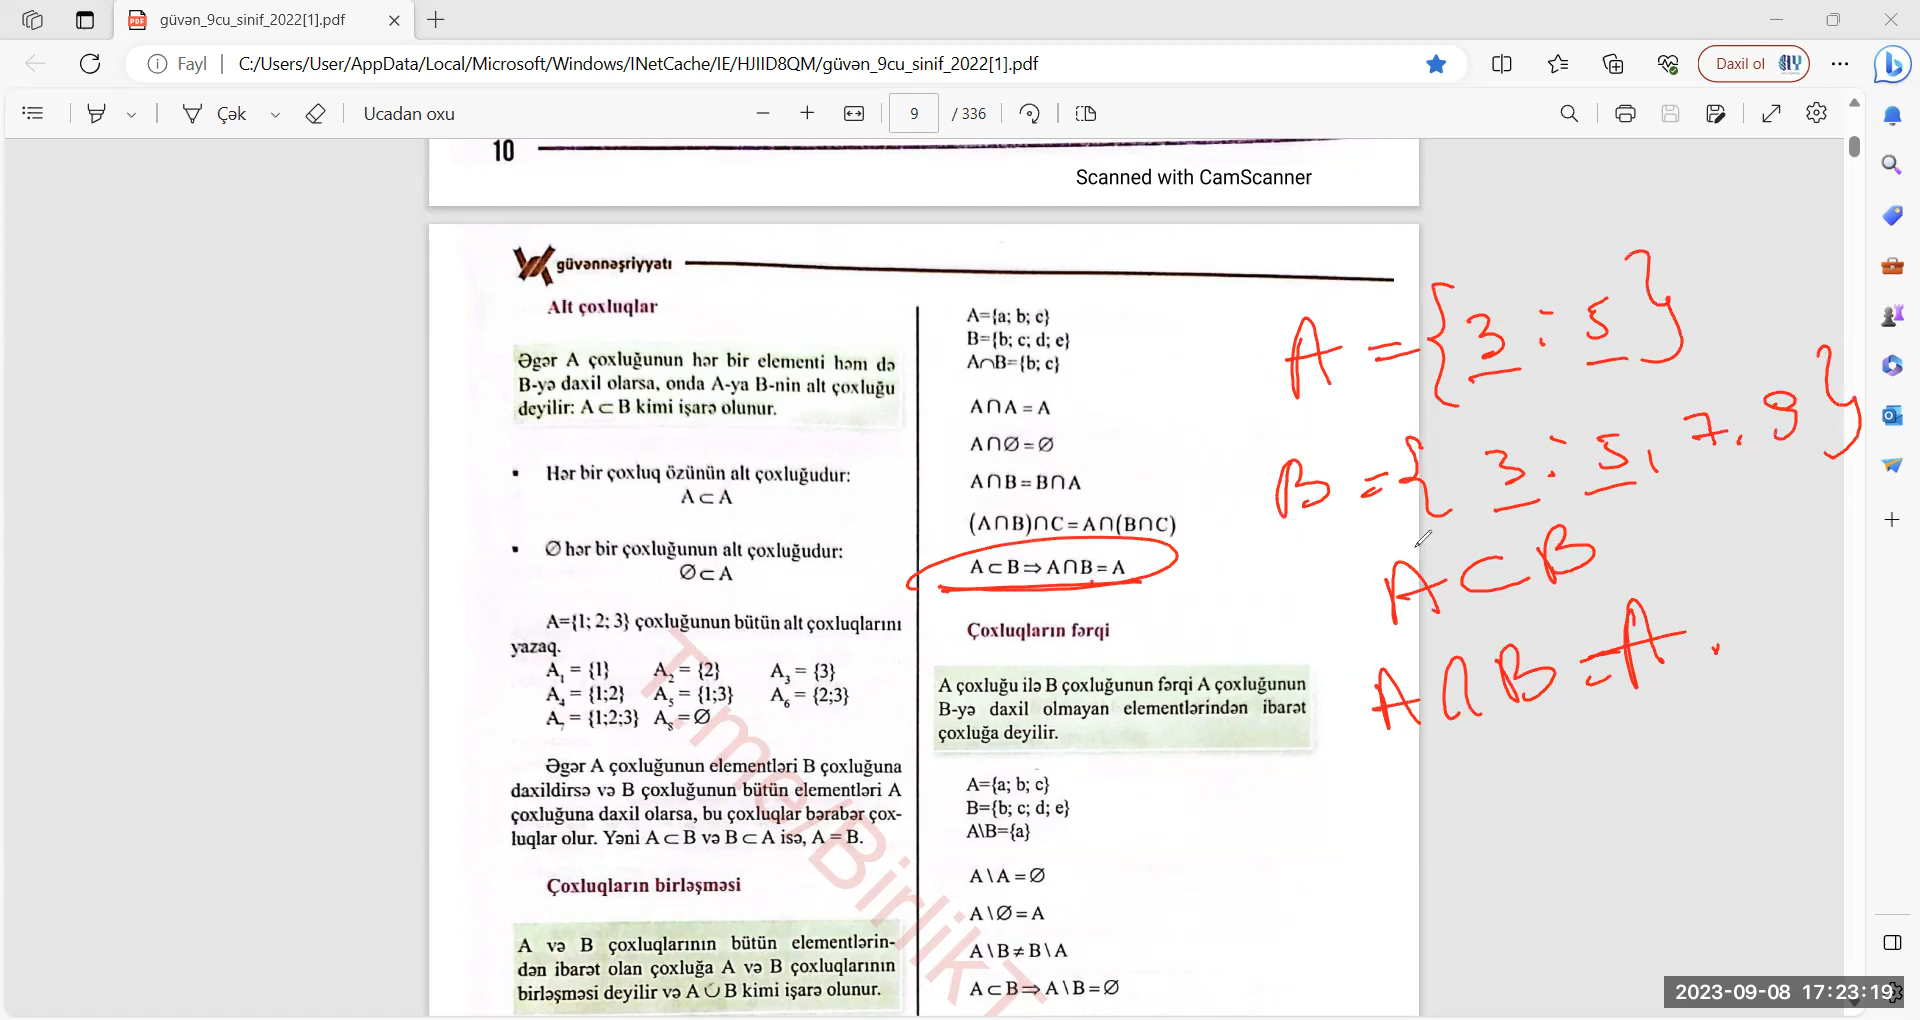 güvən_9cu_sinif_2022[1].pdf
Fayl | C:/Users/User/AppData/Local/Microsoft/Windows/INetCache/IE/HJIID8QM/güvən_9cu_sinif_2022[1].pdf
Daxil ol
Çək
Ucadan oxu
9 / 336
10
Scanned with CamScanner
güvənnəşriyyatı
Alt çoxluqlar
Əgər A çoxluğunun hər bir elementi həm də
B-yə daxil olarsa, onda A-ya B-nin alt çoxluğu
deyilir: A⊂B kimi işarə olunur.
▪ Hər bir çoxluq özünün alt çoxluğudur:
A⊂A
▪ ∅ hər bir çoxluğunun alt çoxluğudur:
∅⊂A
A={1; 2; 3} çoxluğunun bütün alt çoxluqlarını
yazaq.
A₁ = {1} A₂ = {2} A₃ = {3}
A₄ = {1;2} A₅ = {1;3} A₆ = {2;3}
A₇ = {1;2;3} A₈ =∅
Əgər A çoxluğunun elementləri B çoxluğuna
daxildirsə və B çoxluğunun bütün elementləri A
çoxluğuna daxil olarsa, bu çoxluqlar bərabər çox-
luqlar olur. Yəni A⊂B və B⊂A isə, A = B.
Çoxluqların birləşməsi
A və B çoxluqlarının bütün elementlərin-
dən ibarət olan çoxluğa A və B çoxluqlarının
birləşməsi deyilir və A∪B kimi işarə olunur.
A={a; b; c}
B={b; c; d; e}
A∩B={b; c}
A∩A=A
A∩∅=∅
A∩B=B∩A
(A∩B)∩C=A∩(B∩C)
A⊂B⇒A∩B=A
Çoxluqların fərqi
A çoxluğu ilə B çoxluğunun fərqi A çoxluğunun
B-yə daxil olmayan elementlərindən ibarət
çoxluğa deyilir.
A={a; b; c}
B={b; c; d; e}
A\B={a}
A\A=∅
A\∅=A
A\B≠B\A
A⊂B⇒A\B=∅
T.me/BirlikT
A={3;5}
B={3;5,7,9}
A⊂B
A∩B=A.
2023-09-08 17:23:19